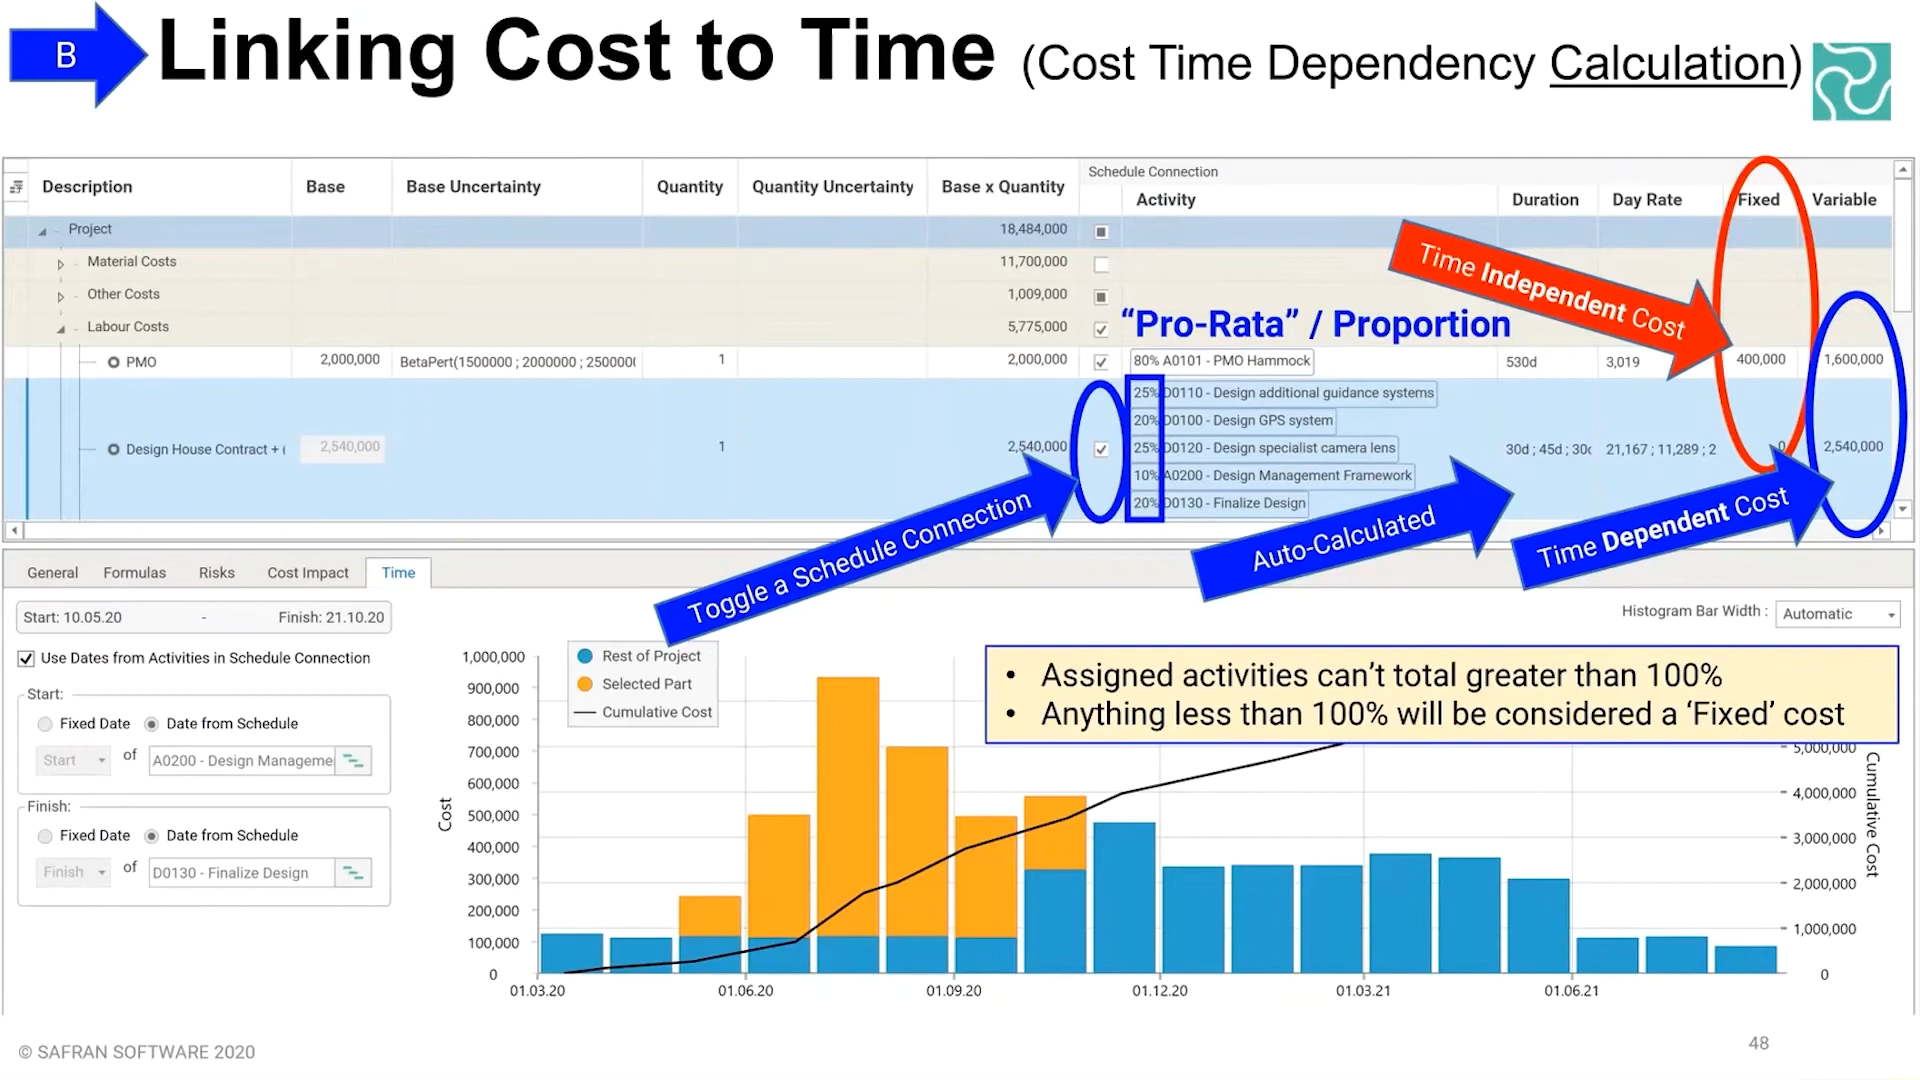 B
Linking Cost to Time (Cost Time Dependency Calculation)
Schedule Connection
Description Base Base Uncertainty Quantity Quantity Uncertainty Base x Quantity Activity Duration Day Rate Fixed Variable
Project 18,484,000
Material Costs 11,700,000
Other Costs 1,009,000
Labour Costs 5,775,000
"Pro-Rata" / Proportion
Time Independent Cost
PMO 2,000,000 BetaPert(1500000 ; 2000000 ; 2500000 1 2,000,000 80% A0101 - PMO Hammock 530d 3,019 400,000 1,600,000
25% D0110 - Design additional guidance systems
20% D0100 - Design GPS system
Design House Contract + ( 2,540,000 1 2,540,000 25% D0120 - Design specialist camera lens 30d ; 45d ; 30d 21,167 ; 11,289 ; 2 0 2,540,000
10% A0200 - Design Management Framework
20% D0130 - Finalize Design
Toggle a Schedule Connection
Auto-Calculated
Time Dependent Cost
General Formulas Risks Cost Impact Time
Start: 10.05.20 - Finish: 21.10.20
Histogram Bar Width : Automatic
Use Dates from Activities in Schedule Connection
Start:
Fixed Date Date from Schedule
Start of A0200 - Design Manageme
Finish:
Fixed Date Date from Schedule
Finish of D0130 - Finalize Design
Rest of Project
Selected Part
Cumulative Cost
• Assigned activities can't total greater than 100%
• Anything less than 100% will be considered a 'Fixed' cost
Cost
1,000,000
900,000
800,000
700,000
600,000
500,000
400,000
300,000
200,000
100,000
0
01.03.20 01.06.20 01.09.20 01.12.20 01.03.21 01.06.21
5,000,000
4,000,000
3,000,000
2,000,000
1,000,000
0
Cumulative Cost
© SAFRAN SOFTWARE 2020
48